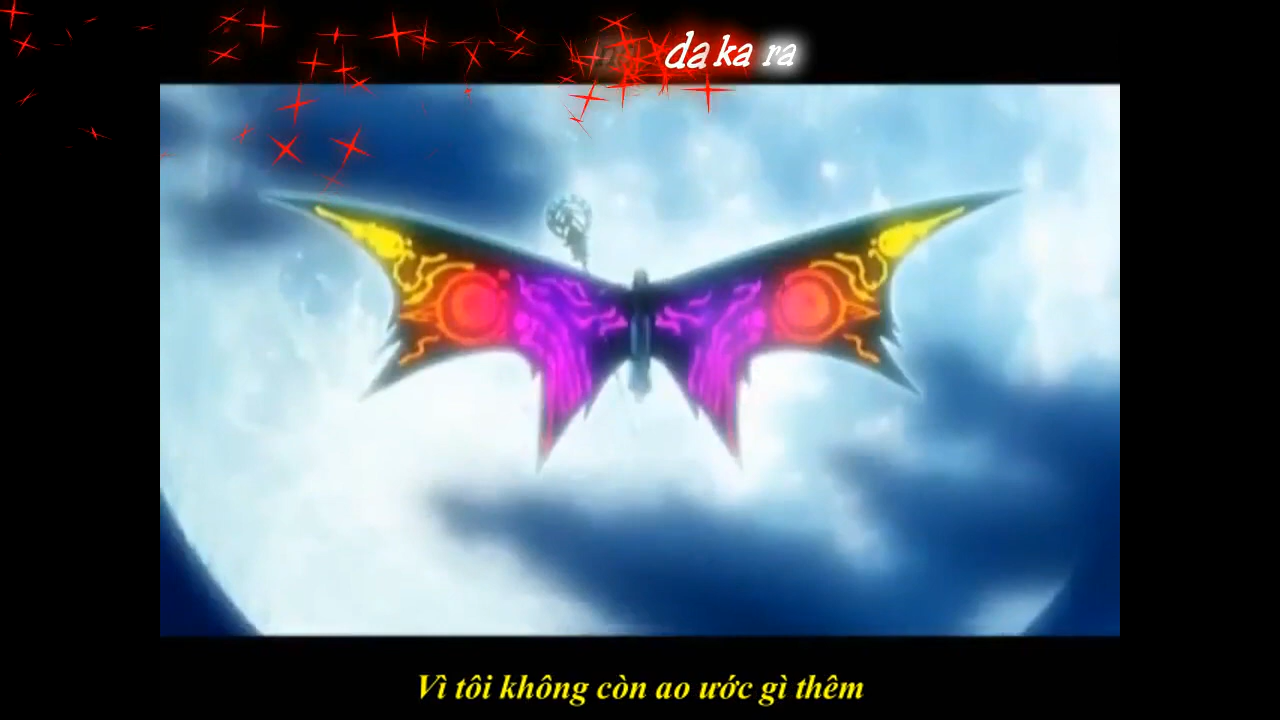 da ka ra
Vì tôi không còn ao ước gì thêm